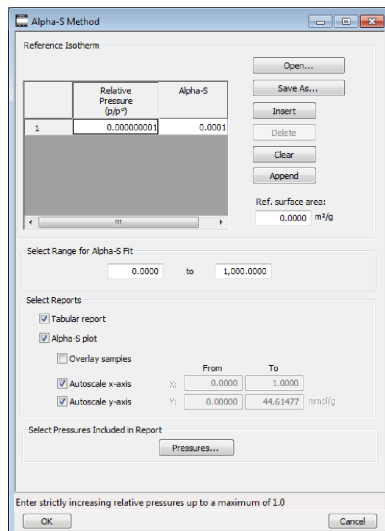 Alpha-S Method
Reference Isotherm
Relative Pressure (p/p°) Alpha-S
1 0.000000001 0.0001
Open...
Save As...
Insert
Delete
Clear
Append
Ref. surface area:
0.0000 m²/g
Select Range for Alpha-S Fit
0.0000 to 1,000.0000
Select Reports
Tabular report
Alpha-S plot
Overlay samples
From To
Autoscale x-axis X: 0.0000 1.0000
Autoscale y-axis Y: 0.00000 44.61477 mmol/g
Select Pressures Included in Report
Pressures...
Enter strictly increasing relative pressures up to a maximum of 1.0
OK Cancel